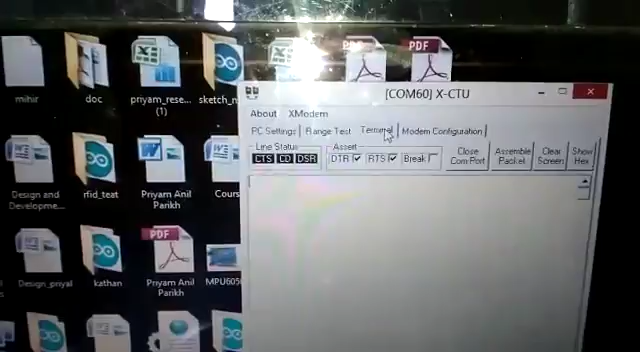 [COM60] X-CTU
About XModem
PC Settings Range Test Terminal Modem Configuration
Line Status
CTS CD DSR
Assert
DTR RTS Break
Close
Com Port
Assemble
Packet
Clear
Screen
Show
Hex
PDF
PDF
mihir
doc
priyam_rese...
(1)
sketch_n
Design and
Developme...
rfid_teat
Priyam Anil
Parikh
Cours
PDF
Design_priyal
kathan
Priyam Anil
Parikh
MPU605